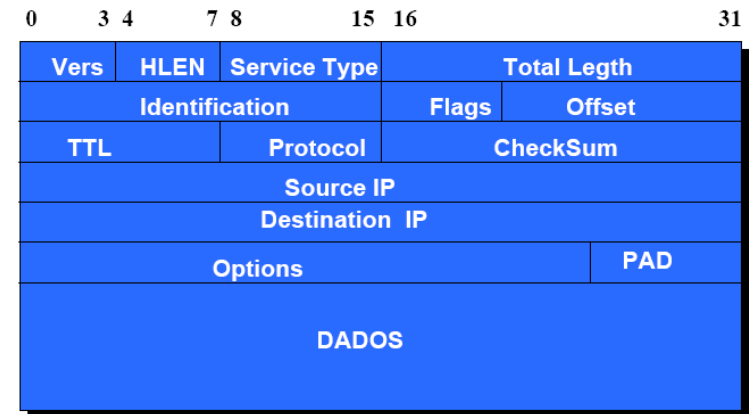 0 3 4 7 8 15 16 31
Vers HLEN Service Type Total Legth
Identification Flags Offset
TTL Protocol CheckSum
Source IP
Destination IP
Options PAD
DADOS